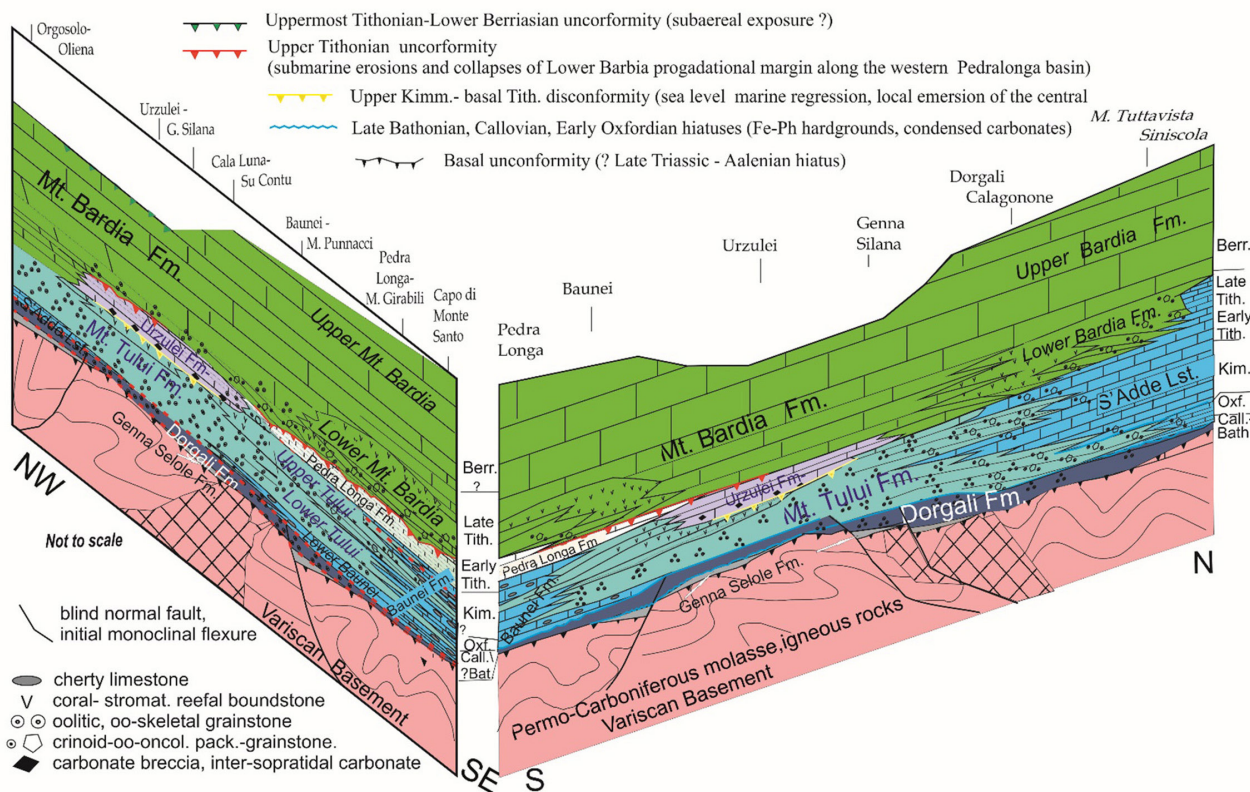 Uppermost Tithonian-Lower Berriasian uncorformity (subaereal exposure ?)
Upper Tithonian uncorformity
(submarine erosions and collapses of Lower Barbia progadational margin along the western Pedralonga basin)
Upper Kimm.- basal Tith. disconformity (sea level marine regression, local emersion of the central
Late Bathonian, Callovian, Early Oxfordian hiatuses (Fe-Ph hardgrounds, condensed carbonates)
Basal unconformity (? Late Triassic - Aalenian hiatus)
Orgosolo-
Oliena
Urzulei-
G. Silana
Cala Luna-
Su Contu
Baunei -
M. Punnacci
Pedra
Longa-
M. Girabili
Capo di
Monte
Santo
Pedra
Longa
Baunei
Urzulei
Genna
Silana
Dorgali
Calagonone
M. Tuttavista
Siniscola
Mt. Bardia Fm.
Upper Mt. Bardia
Lower Mt. Bardia
Urzulei Fm.
Pedra Longa Fm.
S'Adde Lst.
Mt. Tului Fm.
Upper Tului
Lower Tului
Dorgali Fm.
Genna Selole Fm.
Lower Baunei
Baunei Fm.
Variscan Basement
NW
SE
Not to scale
Berr.
?
Late
Tith.
Early
Tith.
Kim.
?
Oxf.
Call.\
?Bat.
Upper Bardia Fm.
Lower Bardia Fm.
Mt. Bardia Fm.
S'Adde Lst.
Urzulei Fm.
Mt. Tului Fm.
Pedra Longa Fm.
Dorgali Fm.
Baunei Fm.
Genna Selole Fm.
Permo-Carboniferous molasse,igneous rocks
Variscan Basement
S
N
Berr.
Late
Tith.
Early
Tith.
Kim.
Oxf.
Call.-
Bath.
blind normal fault,
initial monoclinal flexure
cherty limestone
coral- stromat. reefal boundstone
oolitic, oo-skeletal grainstone
crinoid-oo-oncol. pack.-grainstone.
carbonate breccia, inter-sopratidal carbonate